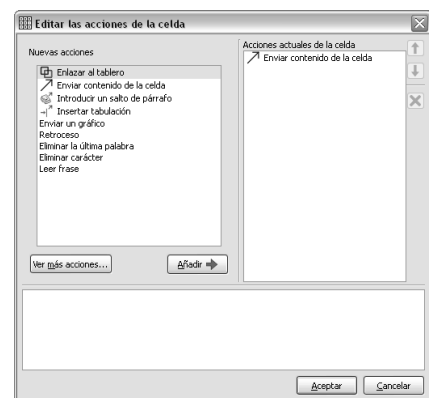 Editar las acciones de la celda
Nuevas acciones
Enlazar al tablero
Enviar contenido de la celda
Introducir un salto de párrafo
Insertar tabulación
Enviar un gráfico
Retroceso
Eliminar la última palabra
Eliminar carácter
Leer frase
Ver más acciones...
Añadir
Acciones actuales de la celda
Enviar contenido de la celda
Aceptar
Cancelar